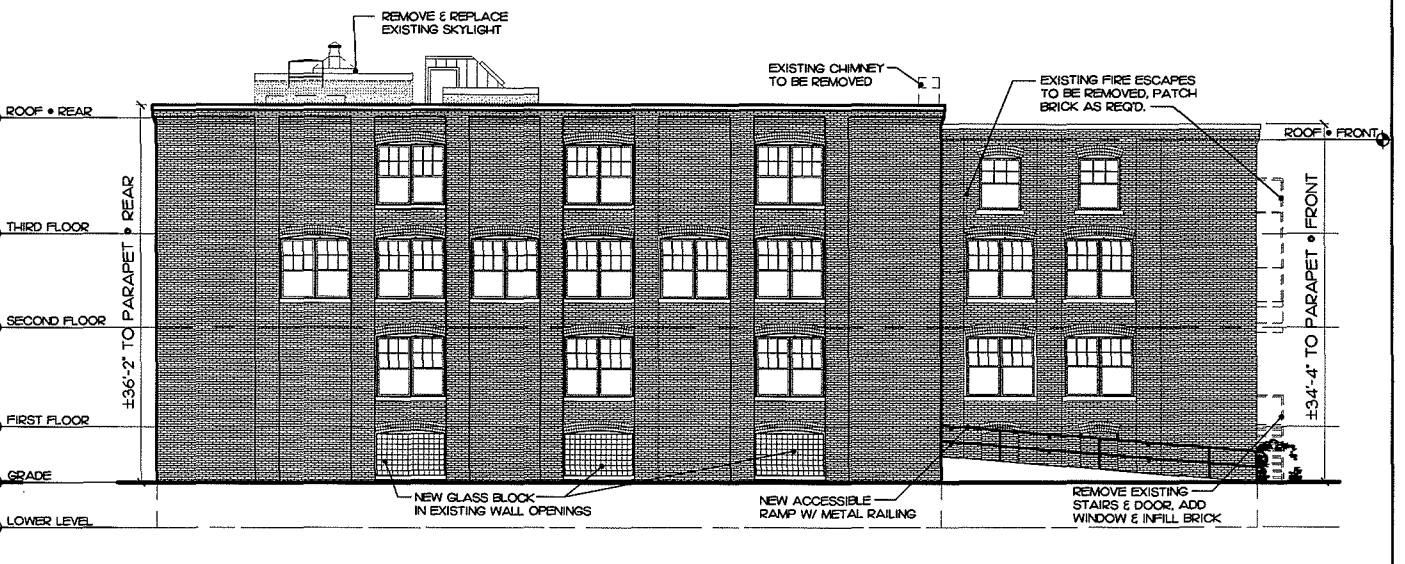 REMOVE & REPLACE
EXISTING SKYLIGHT
EXISTING CHIMNEY
TO BE REMOVED
EXISTING FIRE ESCAPES
TO BE REMOVED, PATCH
BRICK AS REQ'D.
ROOF • REAR
ROOF • FRONT
THIRD FLOOR
SECOND FLOOR
FIRST FLOOR
GRADE
LOWER LEVEL
±36'-2" TO PARAPET • REAR
±34'-4" TO PARAPET • FRONT
NEW GLASS BLOCK
IN EXISTING WALL OPENINGS
NEW ACCESSIBLE
RAMP W/ METAL RAILING
REMOVE EXISTING
STAIRS & DOOR, ADD
WINDOW & INFILL BRICK